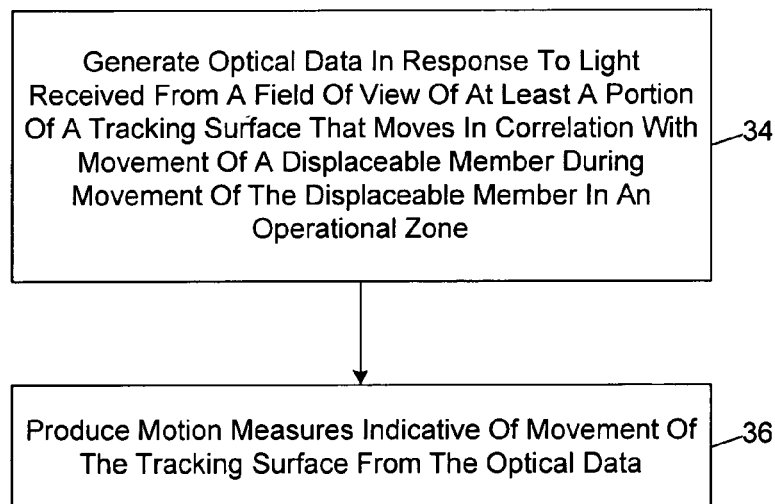 Generate Optical Data In Response To Light
Received From A Field Of View Of At Least A Portion
Of A Tracking Surface That Moves In Correlation With
Movement Of A Displaceable Member During
Movement Of The Displaceable Member In An
Operational Zone
34
Produce Motion Measures Indicative Of Movement Of
The Tracking Surface From The Optical Data
36